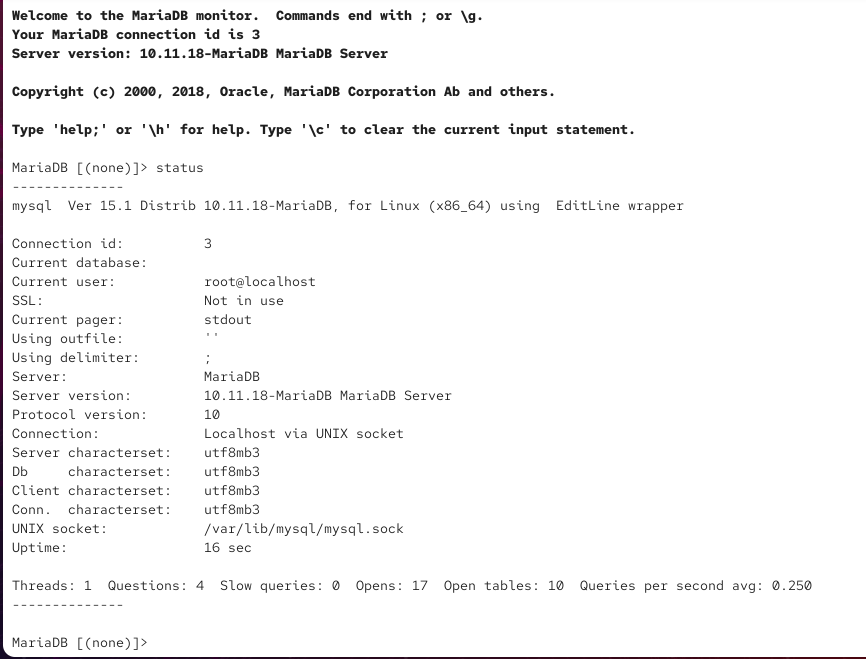 Welcome to the MariaDB monitor.  Commands end with ; or \g.
Your MariaDB connection id is 3
Server version: 10.11.18-MariaDB MariaDB Server

Copyright (c) 2000, 2018, Oracle, MariaDB Corporation Ab and others.

Type 'help;' or '\h' for help. Type '\c' to clear the current input statement.

MariaDB [(none)]> status
--------------
mysql  Ver 15.1 Distrib 10.11.18-MariaDB, for Linux (x86_64) using  EditLine wrapper

Connection id:          3
Current database:
Current user:           root@localhost
SSL:                    Not in use
Current pager:          stdout
Using outfile:          ''
Using delimiter:        ;
Server:                 MariaDB
Server version:         10.11.18-MariaDB MariaDB Server
Protocol version:       10
Connection:             Localhost via UNIX socket
Server characterset:    utf8mb3
Db     characterset:    utf8mb3
Client characterset:    utf8mb3
Conn.  characterset:    utf8mb3
UNIX socket:            /var/lib/mysql/mysql.sock
Uptime:                 16 sec

Threads: 1  Questions: 4  Slow queries: 0  Opens: 17  Open tables: 10  Queries per second avg: 0.250
--------------

MariaDB [(none)]>